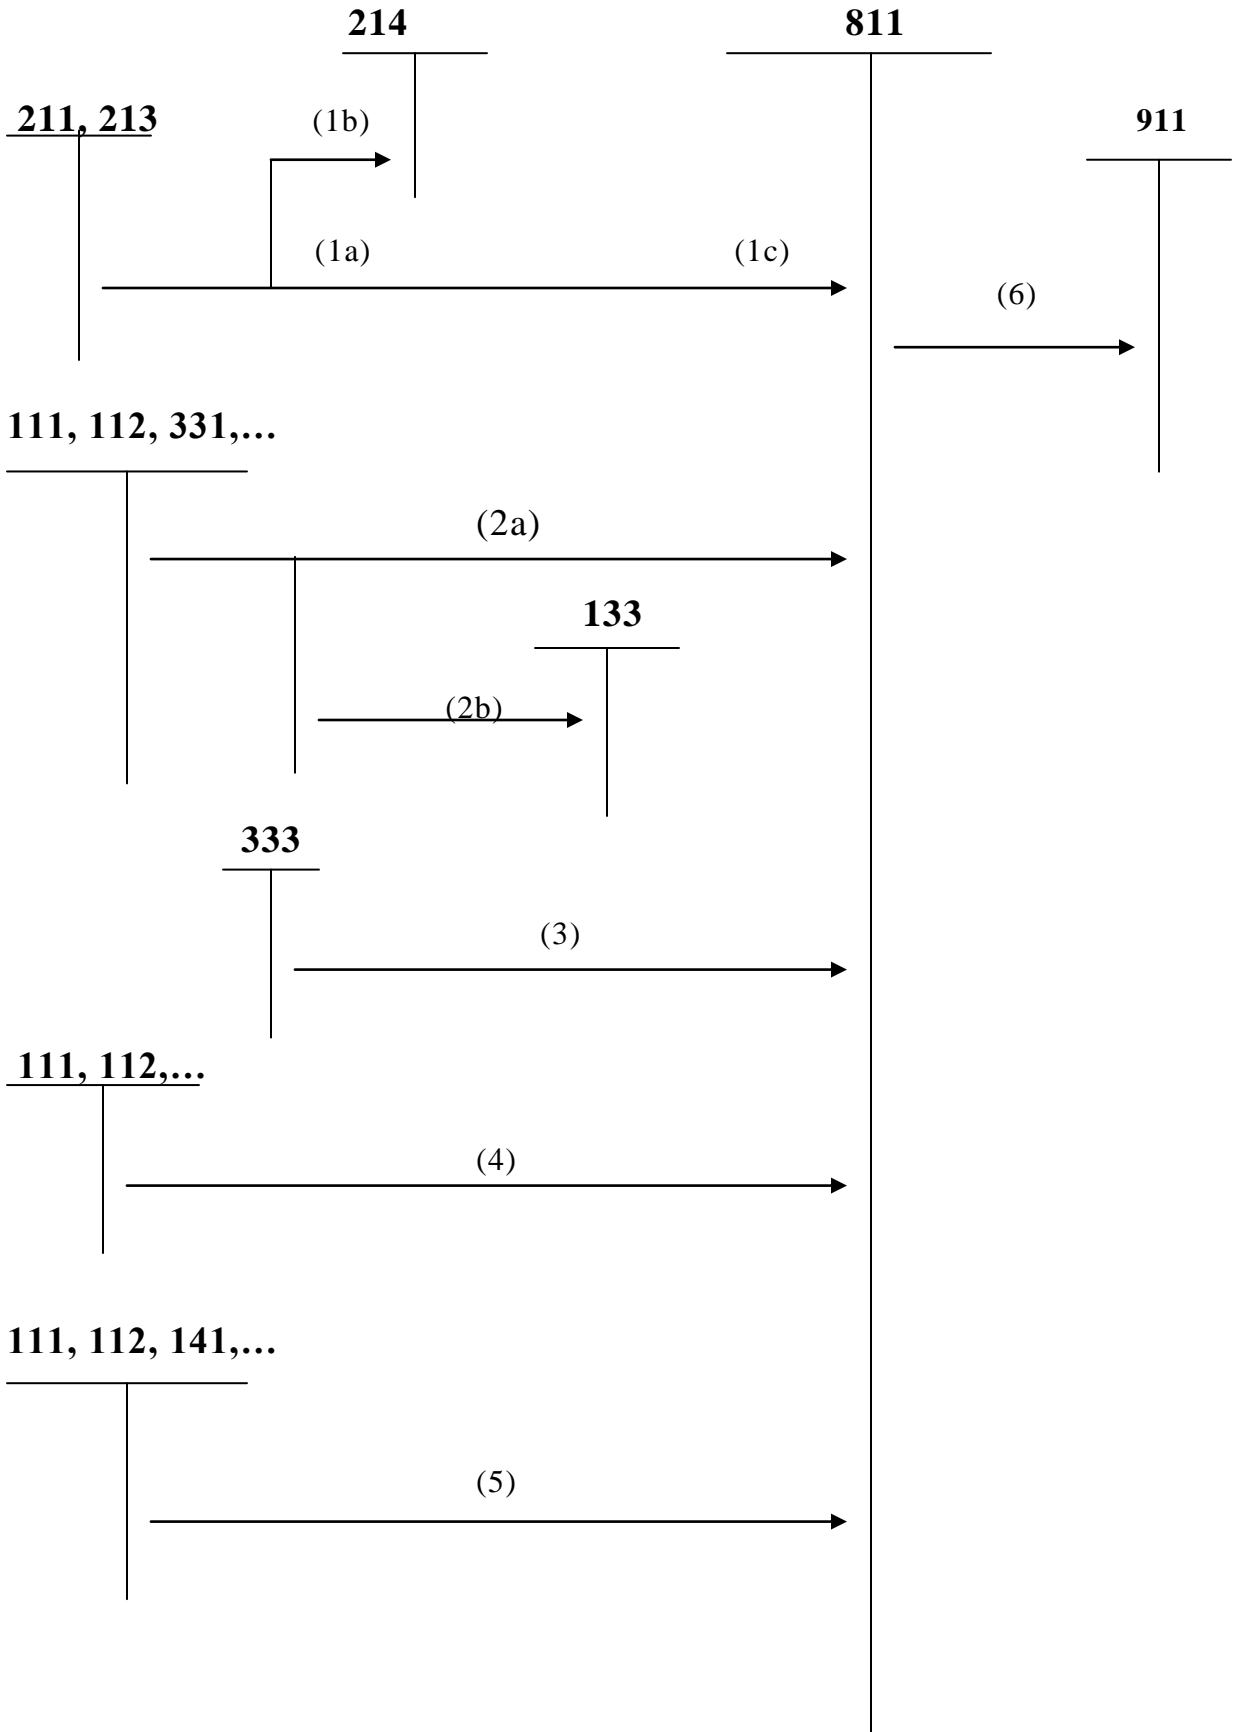 214
811
211, 213
(1b)
911
(1a)
(1c)
(6)
111, 112, 331,…
(2a)
133
(2b)
333
(3)
111, 112,…
(4)
111, 112, 141,…
(5)